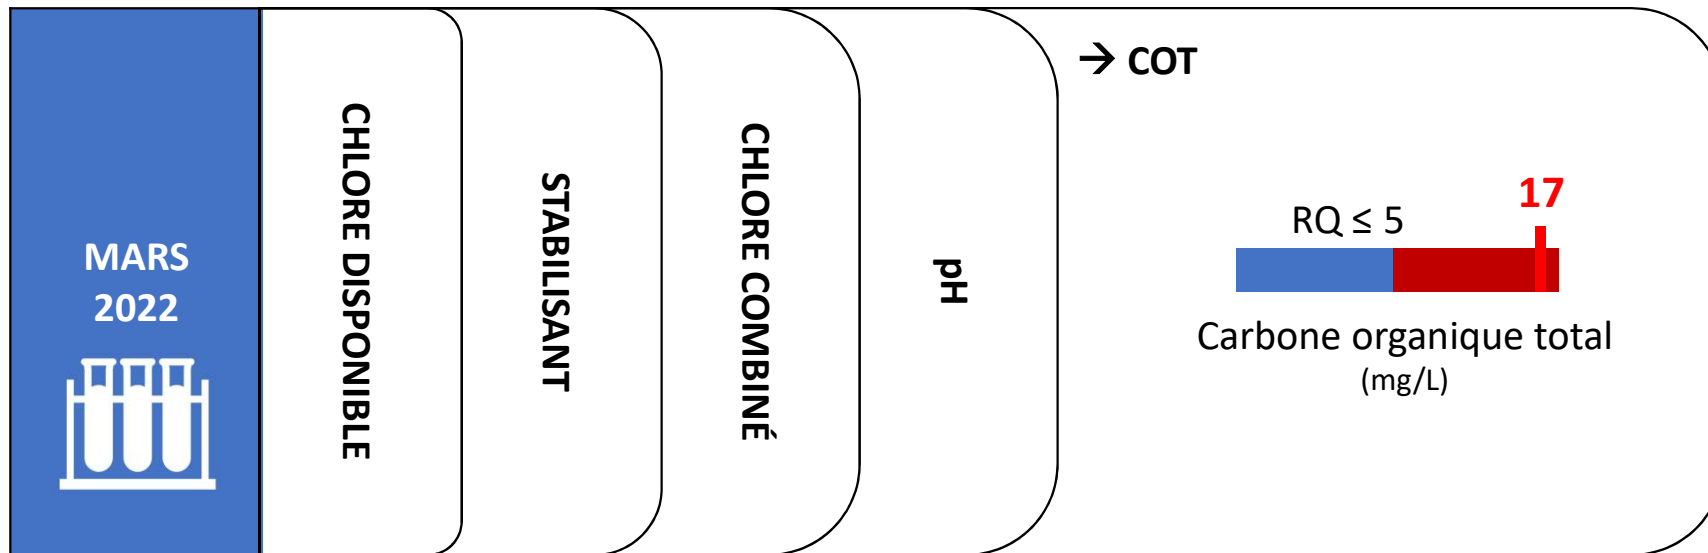 MARS
2022
CHLORE DISPONIBLE
STABILISANT
CHLORE COMBINÉ
pH
→ COT
17
RQ ≤ 5
Carbone organique total
(mg/L)